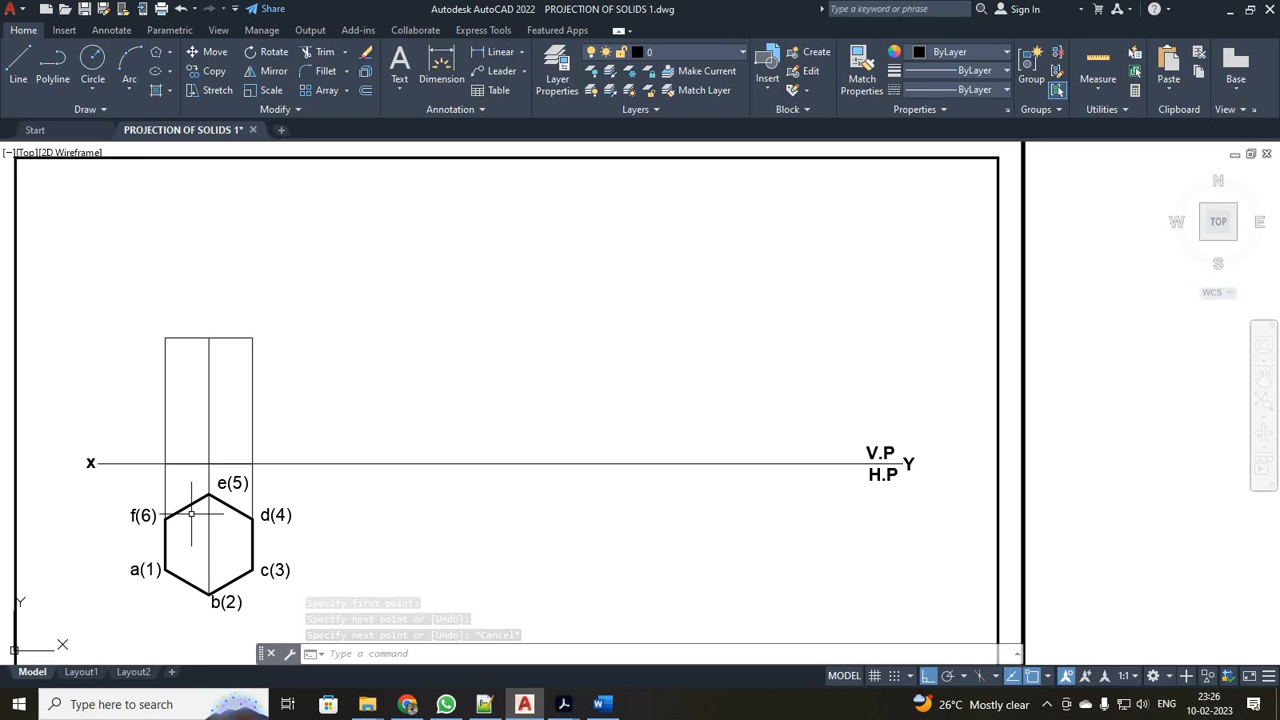 Share Autodesk AutoCAD 2022 PROJECTION OF SOLIDS 1.dwg Type a keyword or phrase Sign In
Home Insert Annotate Parametric View Manage Output Add-ins Collaborate Express Tools Featured Apps
Line Polyline Circle Arc
Move Rotate Trim
Copy Mirror Fillet
Stretch Scale Array
Text Dimension
Linear
Leader
Table
Layer Properties
0
Make Current
Match Layer
Insert
Create
Edit
Match Properties
ByLayer
ByLayer
ByLayer
Group
Measure
Paste
Base
Draw Modify Annotation Layers Block Properties Groups Utilities Clipboard View
Start PROJECTION OF SOLIDS 1*
[−][Top][2D Wireframe]
N
W TOP E
S
WCS
V.P
X Y
H.P
e(5)
f(6) d(4)
a(1) c(3)
b(2)
Y
X
Specify first point:
Specify next point or [Undo]:
Specify next point or [Undo]: *Cancel*
Type a command
Model Layout1 Layout2 +
MODEL 1:1
Type here to search
26°C Mostly clear ENG 23:26
10-02-2023